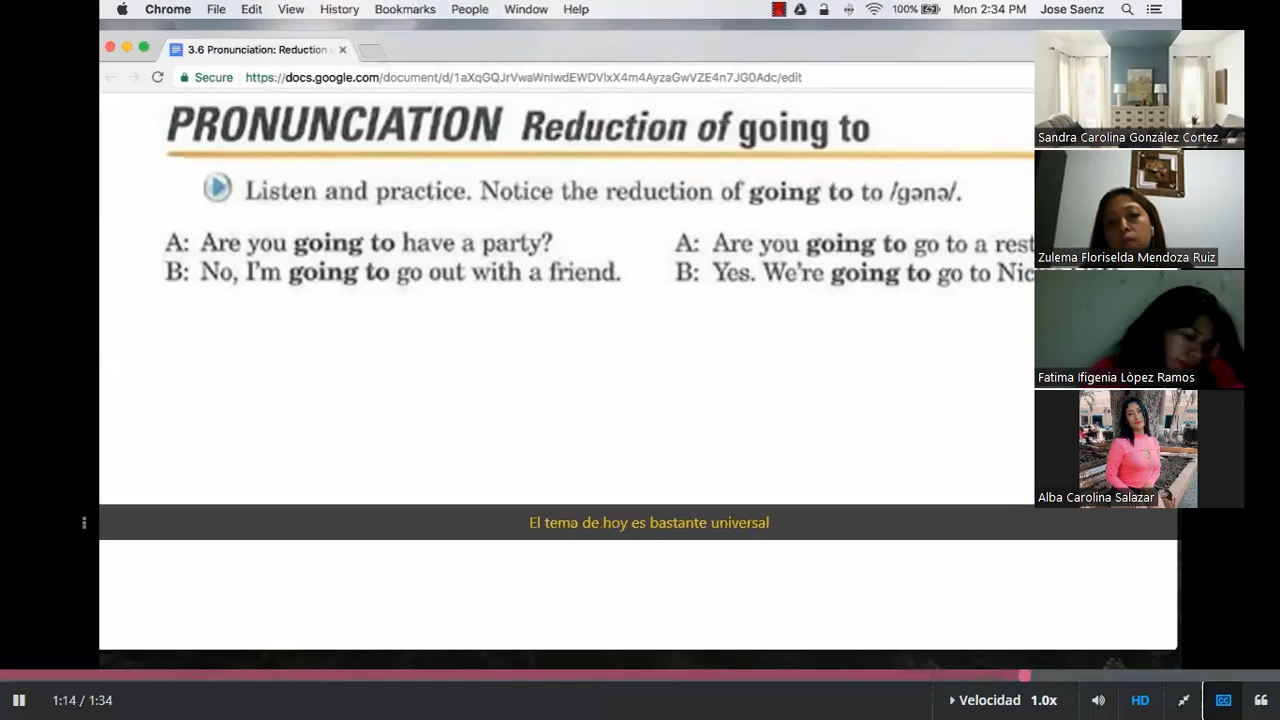 Chrome File Edit View History Bookmarks People Window Help 100% Mon 2:34 PM Jose Saenz
3.6 Pronunciation: Reduction
Secure https://docs.google.com/document/d/1aXqGQJrVwaWnIwdEWDVlxX4m4AyzaGwVZE4n7JG0Adc/edit
PRONUNCIATION Reduction of going to
Listen and practice. Notice the reduction of going to to /gənə/.
A: Are you going to have a party?
B: No, I'm going to go out with a friend.
A: Are you going to go to a rest
B: Yes. We're going to go to Nic
Sandra Carolina González Cortez
Zulema Floriselda Mendoza Ruiz
Fatima Ifigenia Lòpez Ramos
Alba Carolina Salazar
El tema de hoy es bastante universal
1:14 / 1:34
Velocidad 1.0x
HD
CC